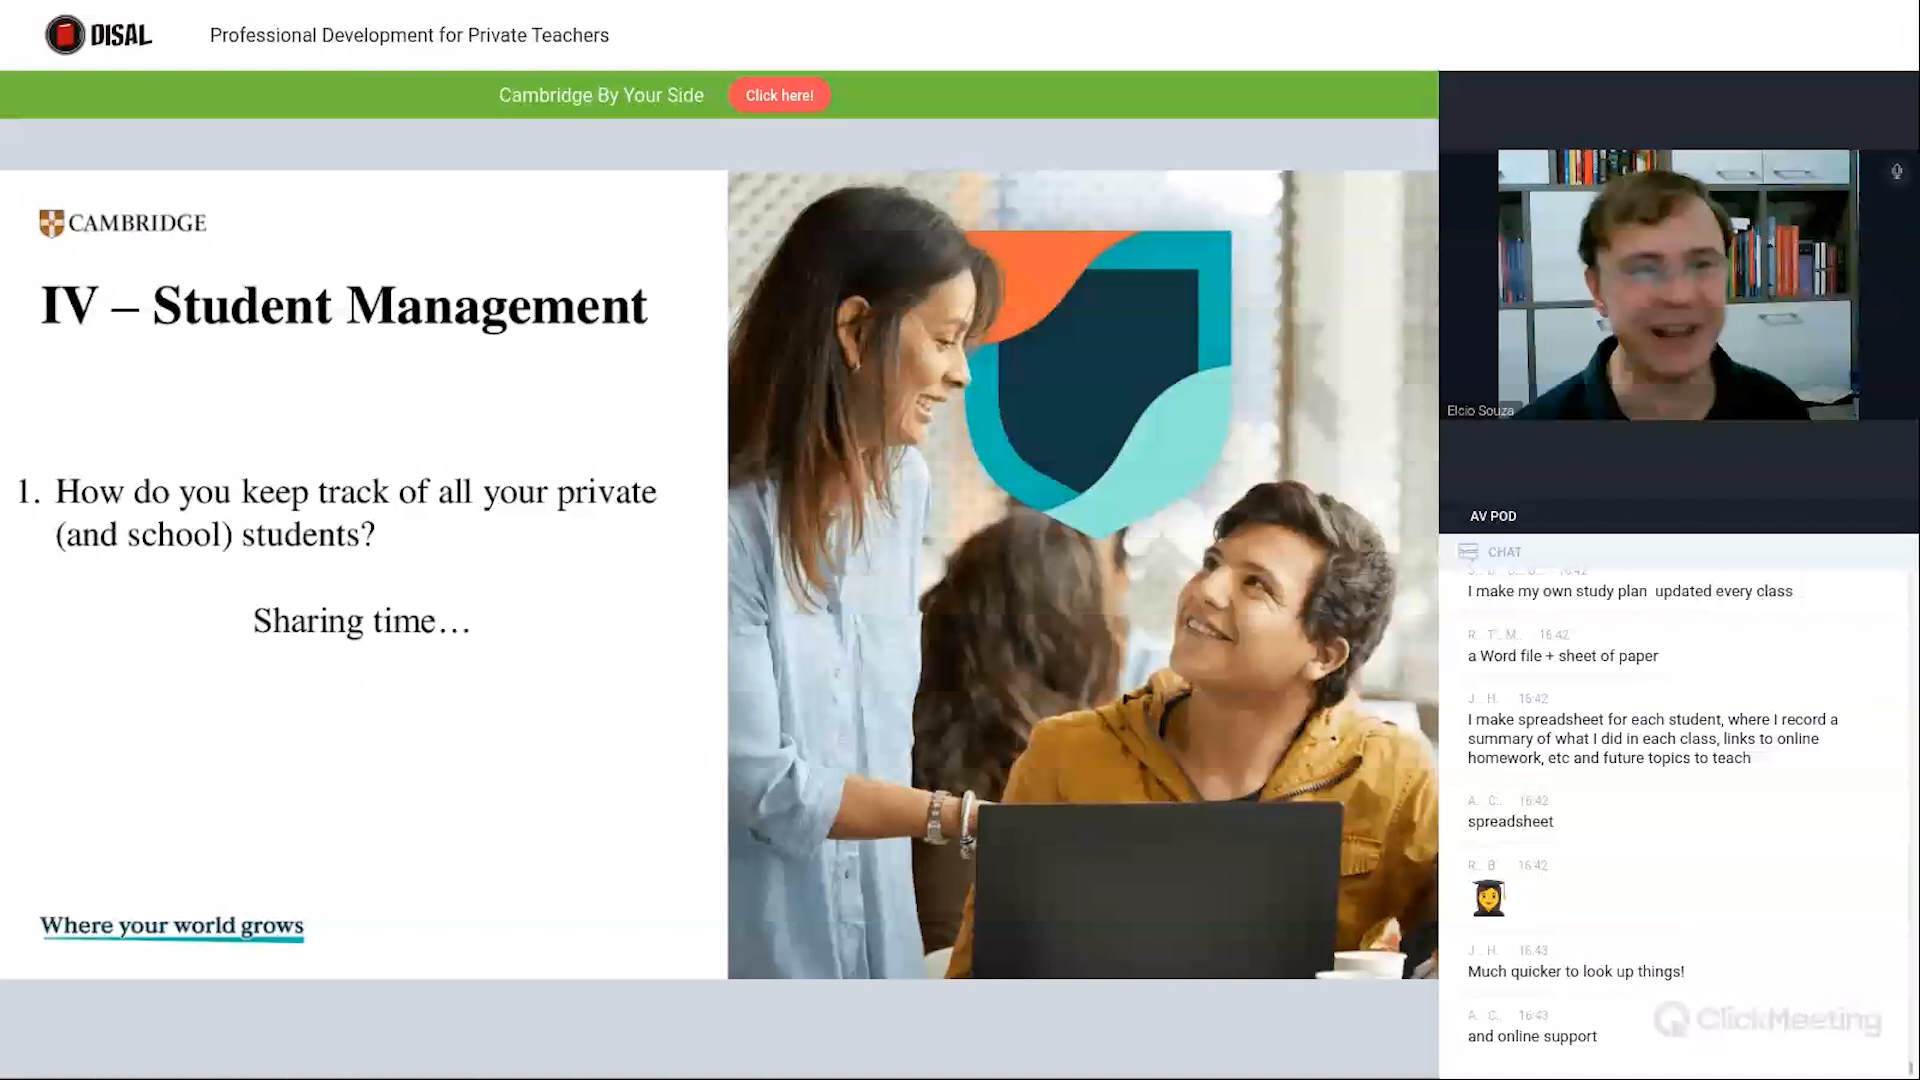 DISAL
Professional Development for Private Teachers
Cambridge By Your Side
Click here!
CAMBRIDGE
IV – Student Management
1. How do you keep track of all your private
(and school) students?
Sharing time…
Where your world grows
Elcio Souza
AV POD
CHAT
I make my own study plan updated every class
R.. T.. M.. 16:42
a Word file + sheet of paper
J... H. 16:42
I make spreadsheet for each student, where I record a
summary of what I did in each class, links to online
homework, etc and future topics to teach
A.. C.. 16:42
spreadsheet
R... B 16:42
J... H. 16:43
Much quicker to look up things!
A.. C.. 16:43
and online support
ClickMeeting